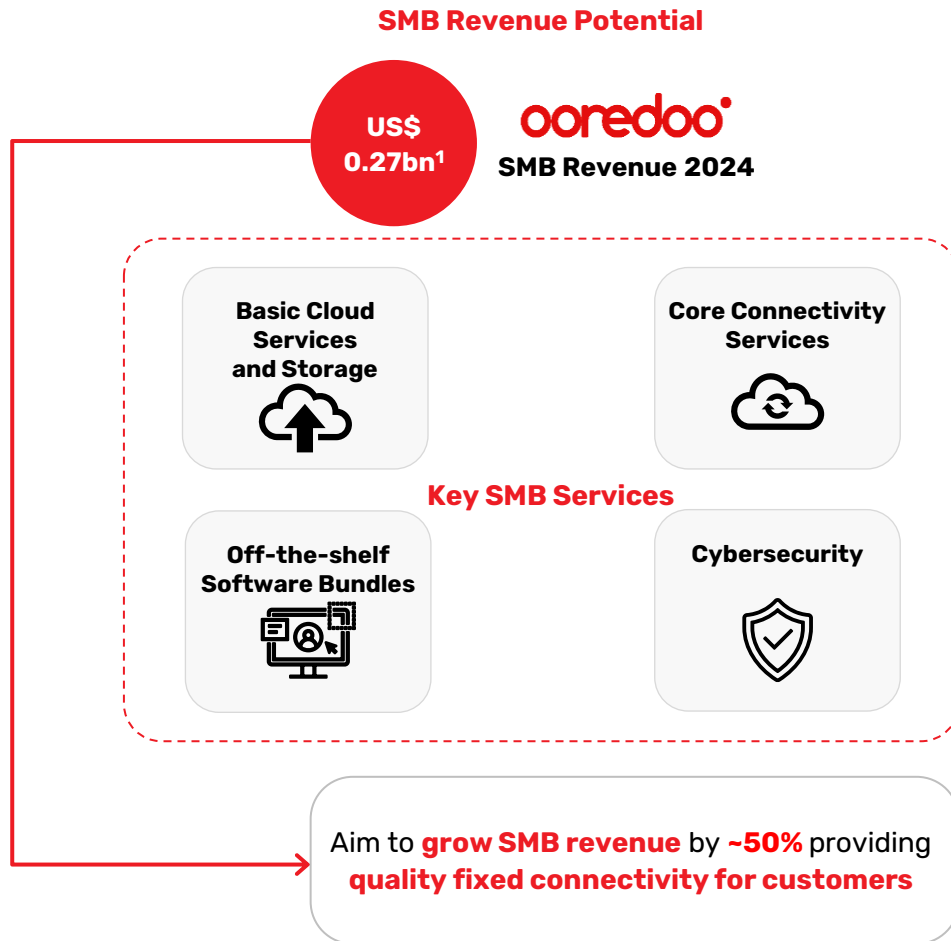 SMB Revenue Potential
US$
0.27bn¹
ooredoo
SMB Revenue 2024
Basic Cloud
Services
and Storage
Core Connectivity
Services
Key SMB Services
Off-the-shelf
Software Bundles
Cybersecurity
Aim to grow SMB revenue by ~50% providing
quality fixed connectivity for customers